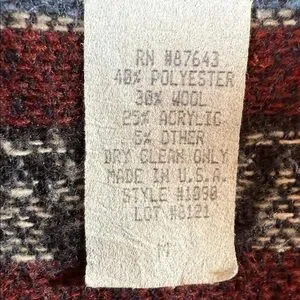 RN #87643
40% POLYESTER
30% WOOL
25% ACRYLIC
5% OTHER
DRY CLEAN ONLY
MADE IN U.S.A.
STYLE #1090
LOT #8121
M